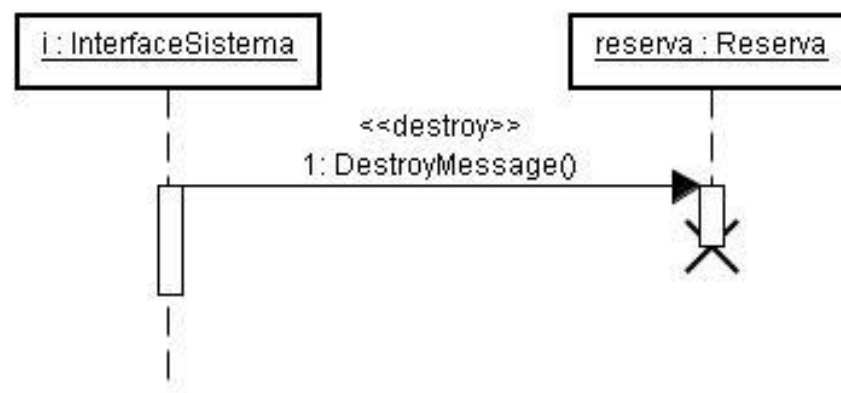 i : InterfaceSistema
reserva : Reserva
<<destroy>>
1: DestroyMessage()